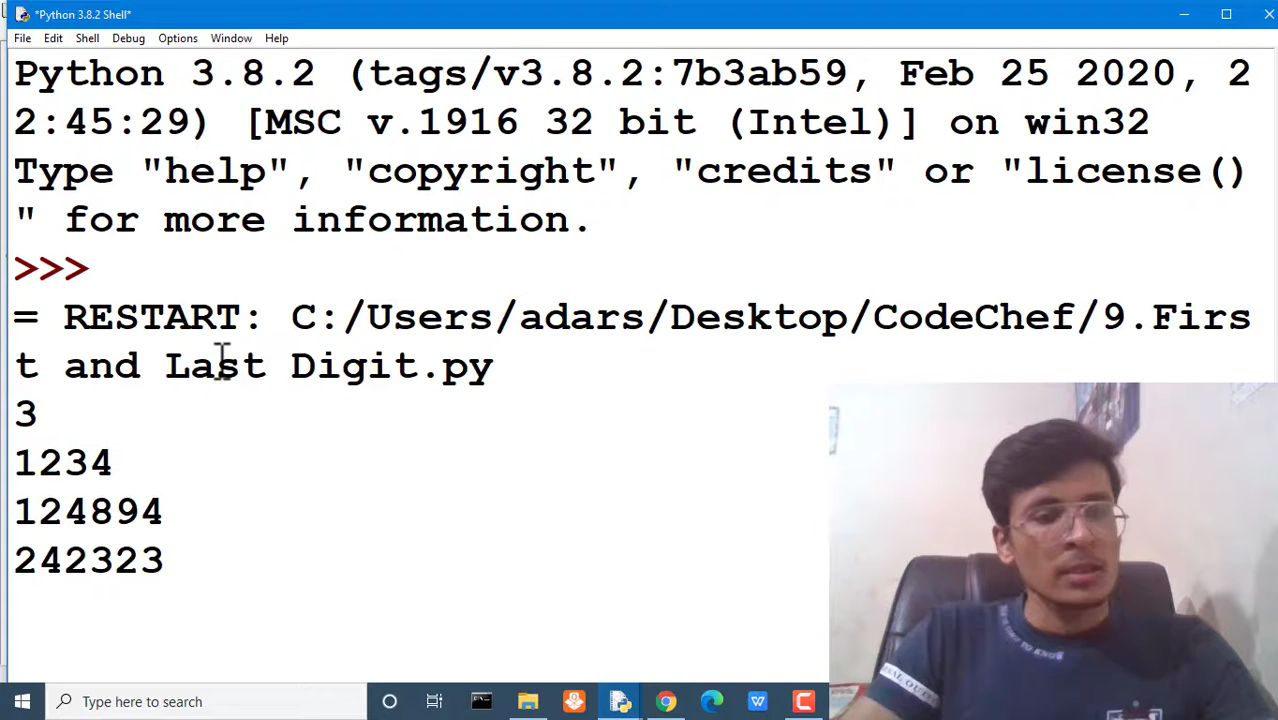 *Python 3.8.2 Shell*
File Edit Shell Debug Options Window Help
Python 3.8.2 (tags/v3.8.2:7b3ab59, Feb 25 2020, 2
2:45:29) [MSC v.1916 32 bit (Intel)] on win32
Type "help", "copyright", "credits" or "license()
" for more information.
>>>
= RESTART: C:/Users/adars/Desktop/CodeChef/9.Firs
t and Last Digit.py
3
1234
124894
242323
Type here to search